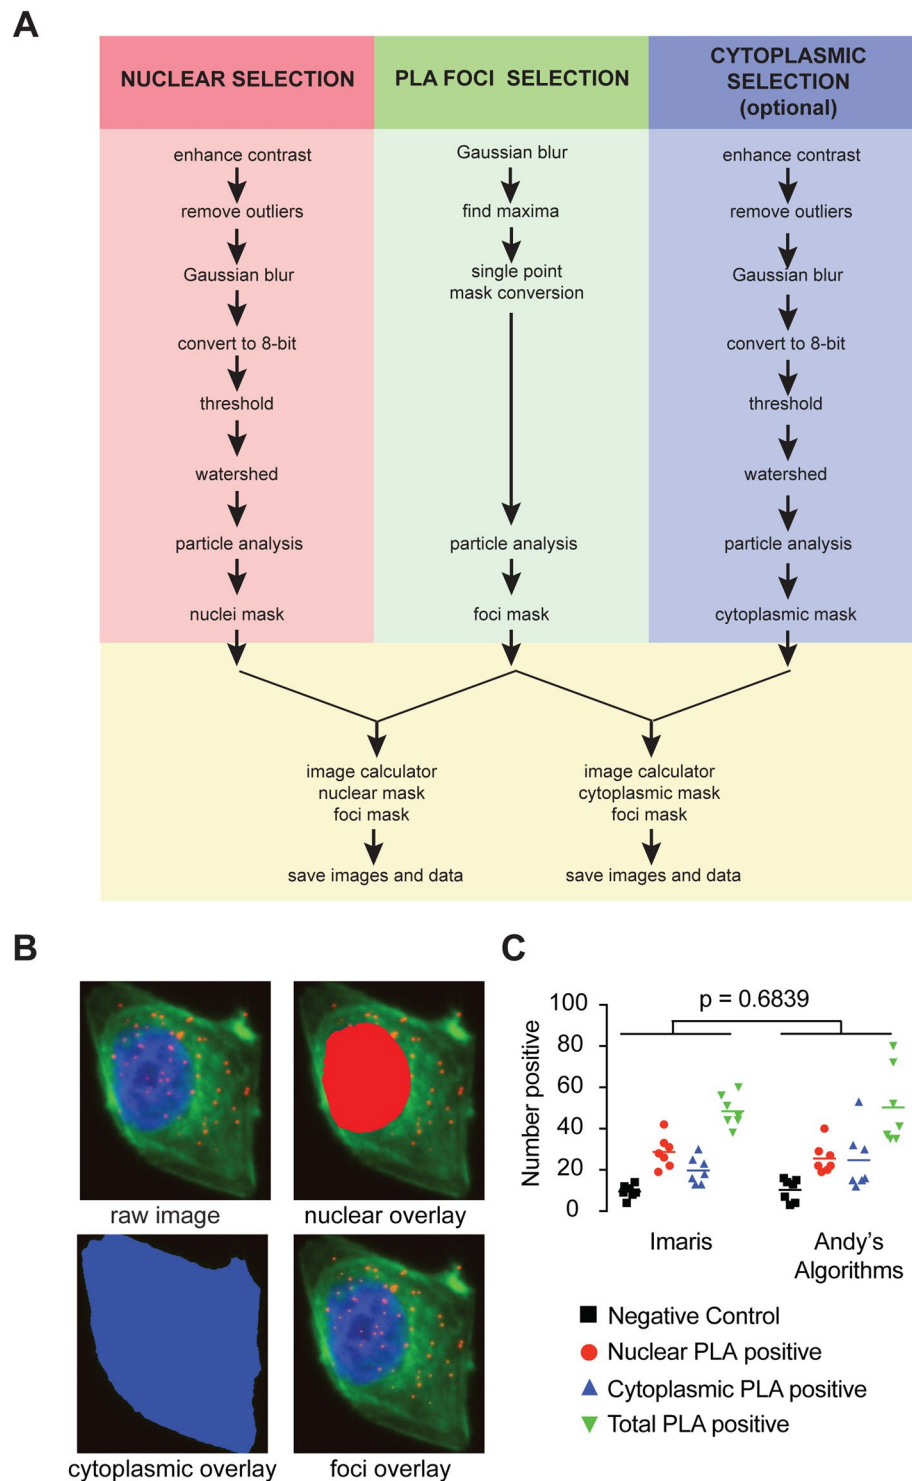 A
NUCLEAR SELECTION
enhance contrast
remove outliers
Gaussian blur
convert to 8-bit
threshold
watershed
particle analysis
nuclei mask
PLA FOCI SELECTION
Gaussian blur
find maxima
single point
mask conversion
particle analysis
foci mask
CYTOPLASMIC
SELECTION
(optional)
enhance contrast
remove outliers
Gaussian blur
convert to 8-bit
threshold
watershed
particle analysis
cytoplasmic mask
image calculator
nuclear mask
foci mask
save images and data
image calculator
cytoplasmic mask
foci mask
save images and data
B
raw image
nuclear overlay
cytoplasmic overlay
foci overlay
C
Number positive
100
80
60
40
20
0
p = 0.6839
Imaris
Andy's
Algorithms
Negative Control
Nuclear PLA positive
Cytoplasmic PLA positive
Total PLA positive